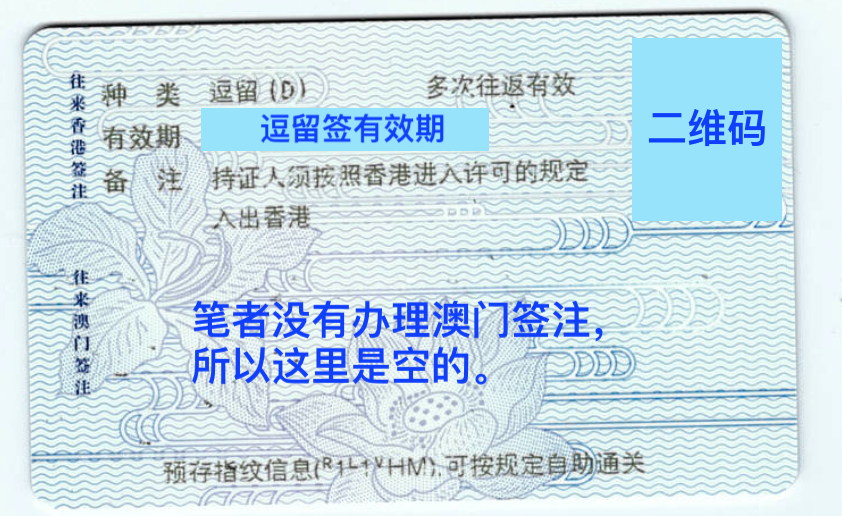 往来香港签注
种 类 逗留(D) 多次往返有效
有效期 逗留签有效期
二维码
备 注 持证人须按照香港进入许可的规定
入出香港
往来澳门签注
笔者没有办理澳门签注,
所以这里是空的。
预存指纹信息(R1L1VHM),可按规定自助通关